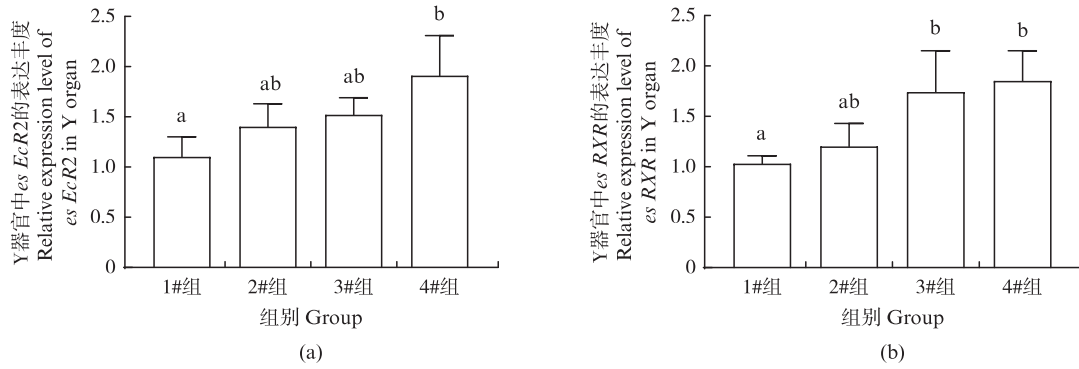 Y器官中es EcR2的表达丰度
Relative expression level of
es EcR2 in Y organ
2.5
2.0
1.5
1.0
0.5
0
a
ab
ab
b
1#组
2#组
3#组
4#组
组别 Group
(a)
Y器官中es RXR的表达丰度
Relative expression level of
es RXR in Y organ
2.5
2.0
1.5
1.0
0.5
0
a
ab
b
b
1#组
2#组
3#组
4#组
组别 Group
(b)